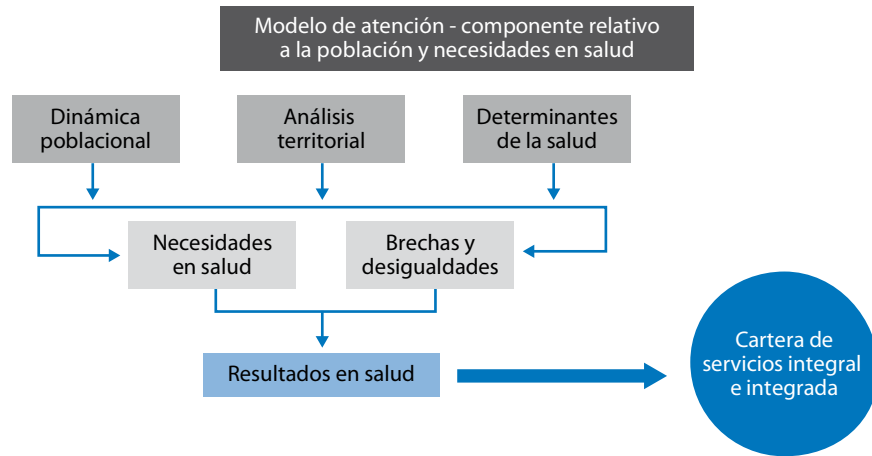 Modelo de atención - componente relativo
a la población y necesidades en salud
Dinámica
poblacional
Análisis
territorial
Determinantes
de la salud
Necesidades
en salud
Brechas y
desigualdades
Resultados en salud
Cartera de
servicios integral
e integrada